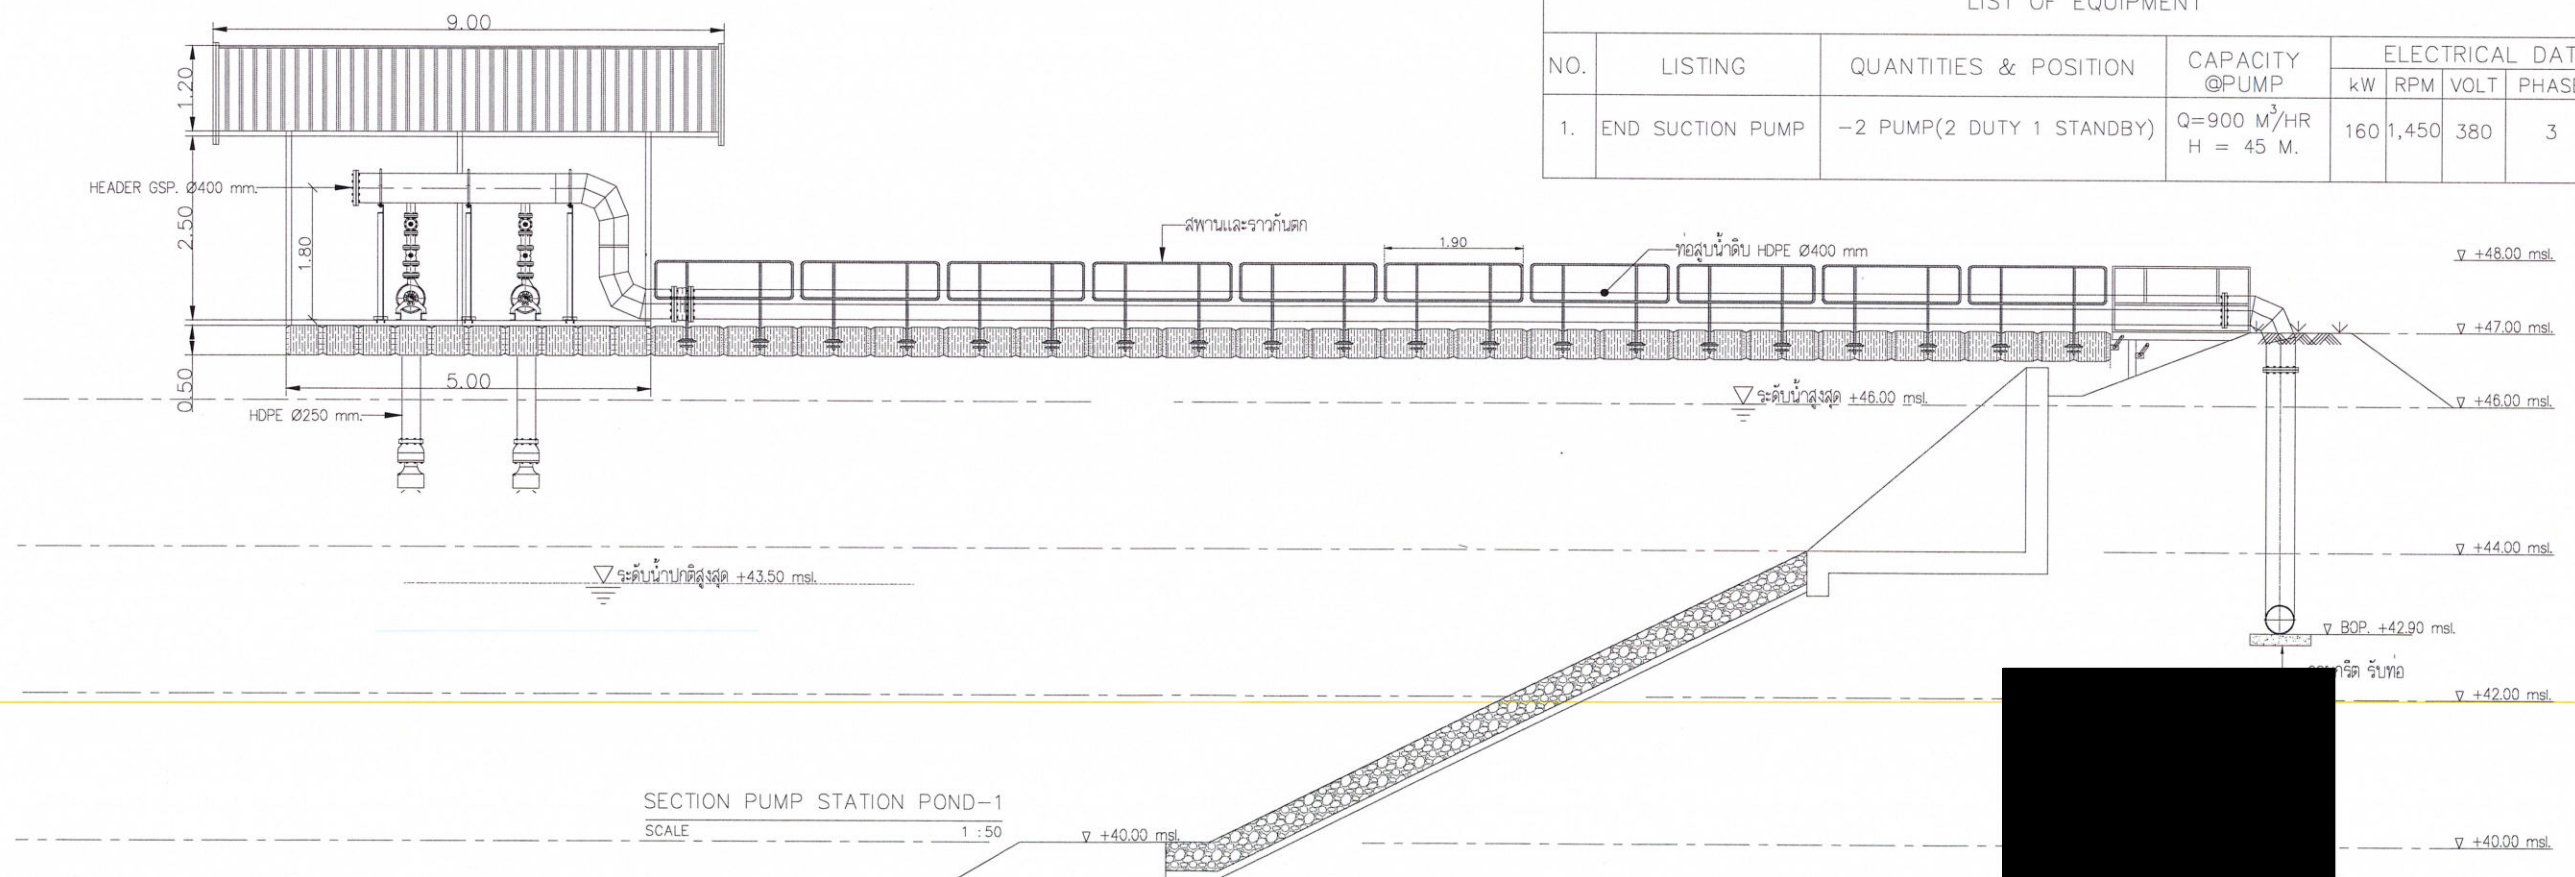 LIST OF EQUIPMENT
NO. LISTING QUANTITIES & POSITION CAPACITY @PUMP ELECTRICAL DAT
kW RPM VOLT PHASE
1. END SUCTION PUMP -2 PUMP(2 DUTY 1 STANDBY) Q=900 M³/HR 160 1,450 380 3
H = 45 M.
9.00
1.20
HEADER GSP. Ø400 mm.
2.50
1.80
สพานและราวกันตก
1.90
ท่อสูบน้ำดิบ HDPE Ø400 mm
+48.00 msl.
+47.00 msl.
0.50
5.00
HDPE Ø250 mm.
ระดับน้ำสูงสุด +46.00 msl.
+46.00 msl.
+44.00 msl.
ระดับน้ำปกติสูงสุด +43.50 msl.
BOP. +42.90 msl.
รับท่อ
+42.00 msl.
SECTION PUMP STATION POND-1
SCALE 1 :50
+40.00 msl.
+40.00 msl.